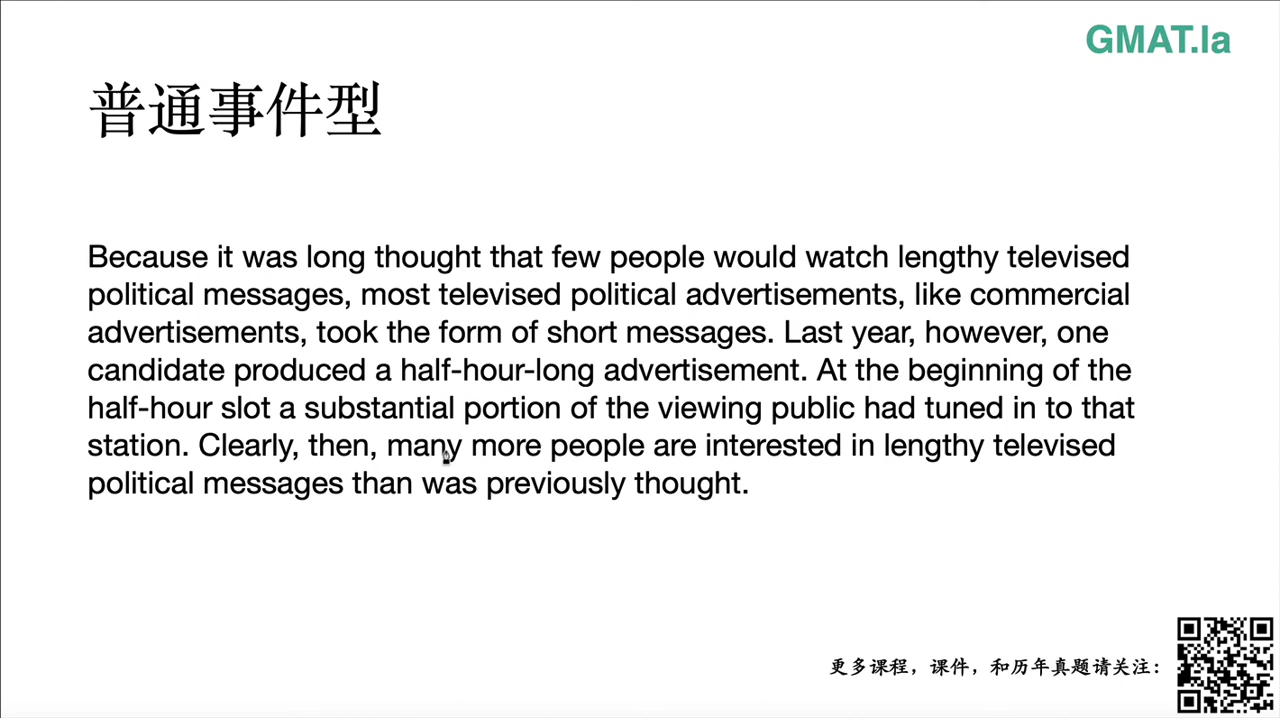 GMAT.la
普通事件型
Because it was long thought that few people would watch lengthy televised
political messages, most televised political advertisements, like commercial
advertisements, took the form of short messages. Last year, however, one
candidate produced a half-hour-long advertisement. At the beginning of the
half-hour slot a substantial portion of the viewing public had tuned in to that
station. Clearly, then, many more people are interested in lengthy televised
political messages than was previously thought.
更多课程，课件，和历年真题请关注：